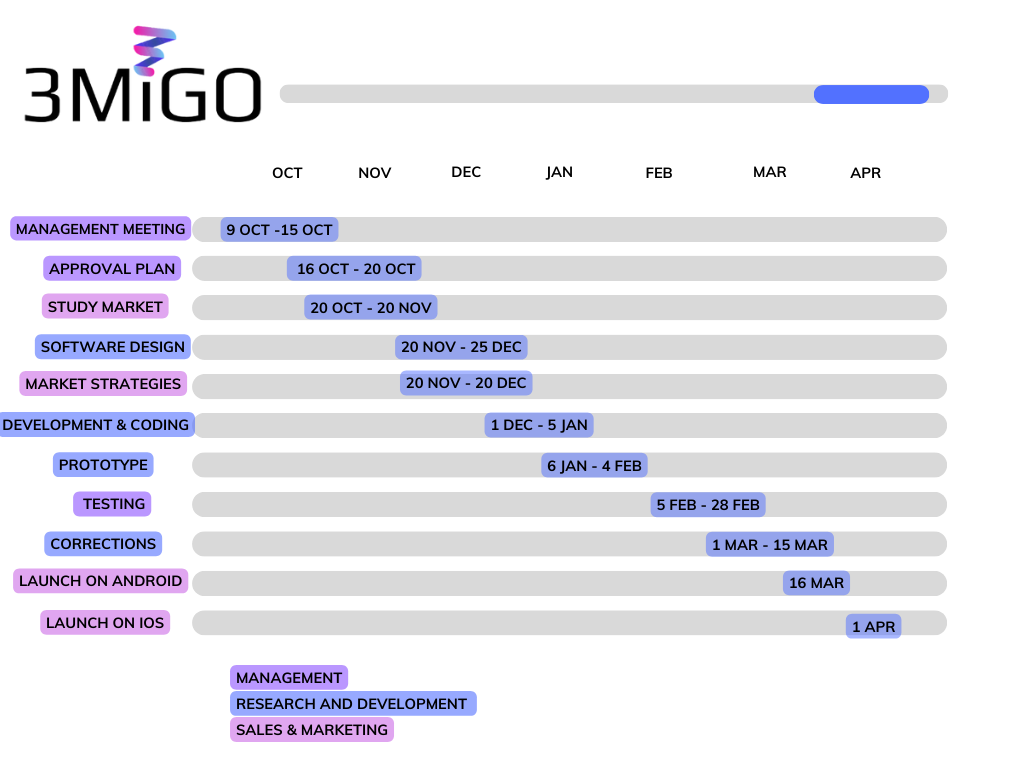 3MiGO
OCT NOV DEC JAN FEB MAR APR
MANAGEMENT MEETING 9 OCT -15 OCT
APPROVAL PLAN 16 OCT - 20 OCT
STUDY MARKET 20 OCT - 20 NOV
SOFTWARE DESIGN 20 NOV - 25 DEC
MARKET STRATEGIES 20 NOV - 20 DEC
DEVELOPMENT & CODING 1 DEC - 5 JAN
PROTOTYPE 6 JAN - 4 FEB
TESTING 5 FEB - 28 FEB
CORRECTIONS 1 MAR - 15 MAR
LAUNCH ON ANDROID 16 MAR
LAUNCH ON IOS 1 APR
MANAGEMENT
RESEARCH AND DEVELOPMENT
SALES & MARKETING